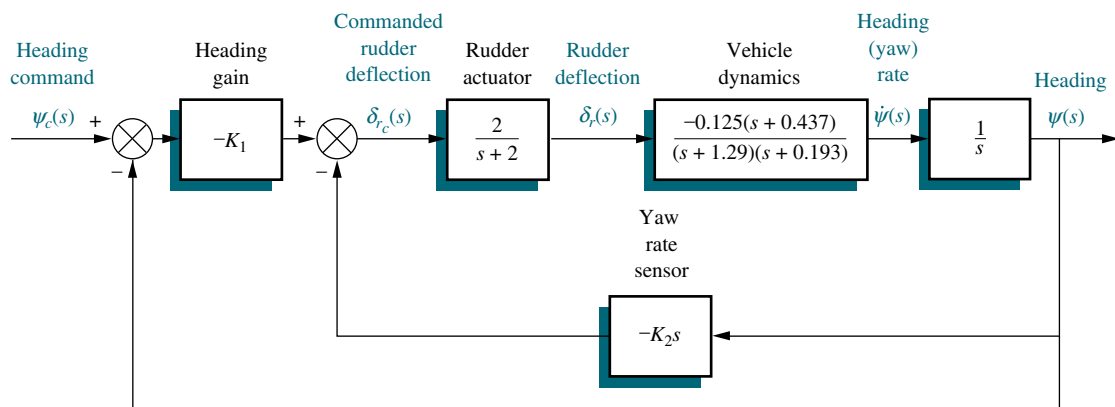 Heading
command
ψc(s)
+
−
Heading
gain
−K1
+
−
Commanded
rudder
deflection
δrc(s)
Rudder
actuator
2
s + 2
Rudder
deflection
δr(s)
Vehicle
dynamics
−0.125(s + 0.437)
(s + 1.29)(s + 0.193)
Heading
(yaw)
rate
ψ̇(s)
1
s
Heading
ψ(s)
Yaw
rate
sensor
−K2s